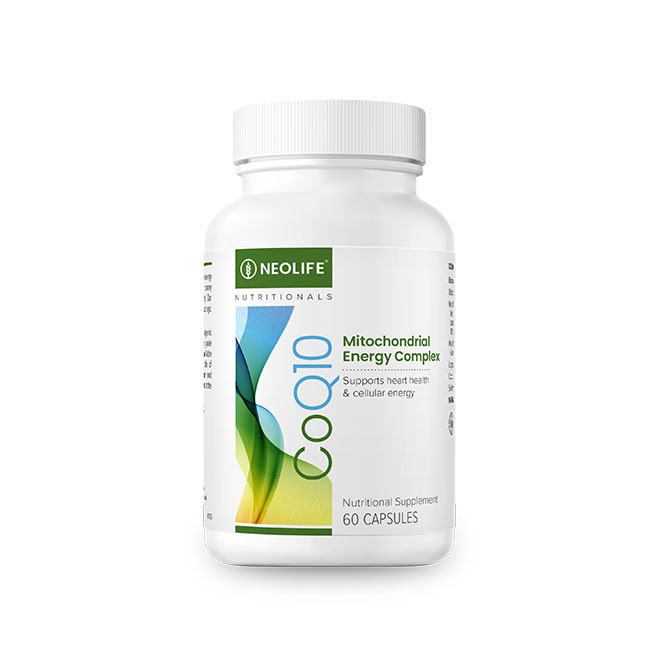 NEOLIFE®
NUTRITIONALS
CoQ10
Mitochondrial
Energy Complex
Supports heart health
& cellular energy
Nutritional Supplement
60 CAPSULES